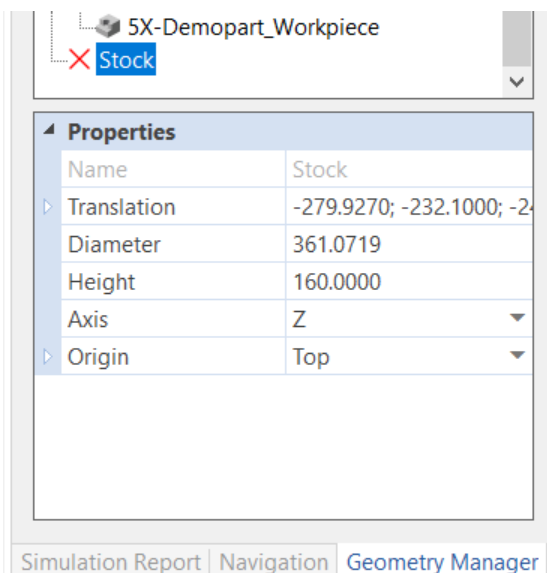 5X-Demopart_Workpiece
Stock
Properties
Name Stock
Translation -279.9270; -232.1000; -24
Diameter 361.0719
Height 160.0000
Axis Z
Origin Top
Simulation Report Navigation Geometry Manager